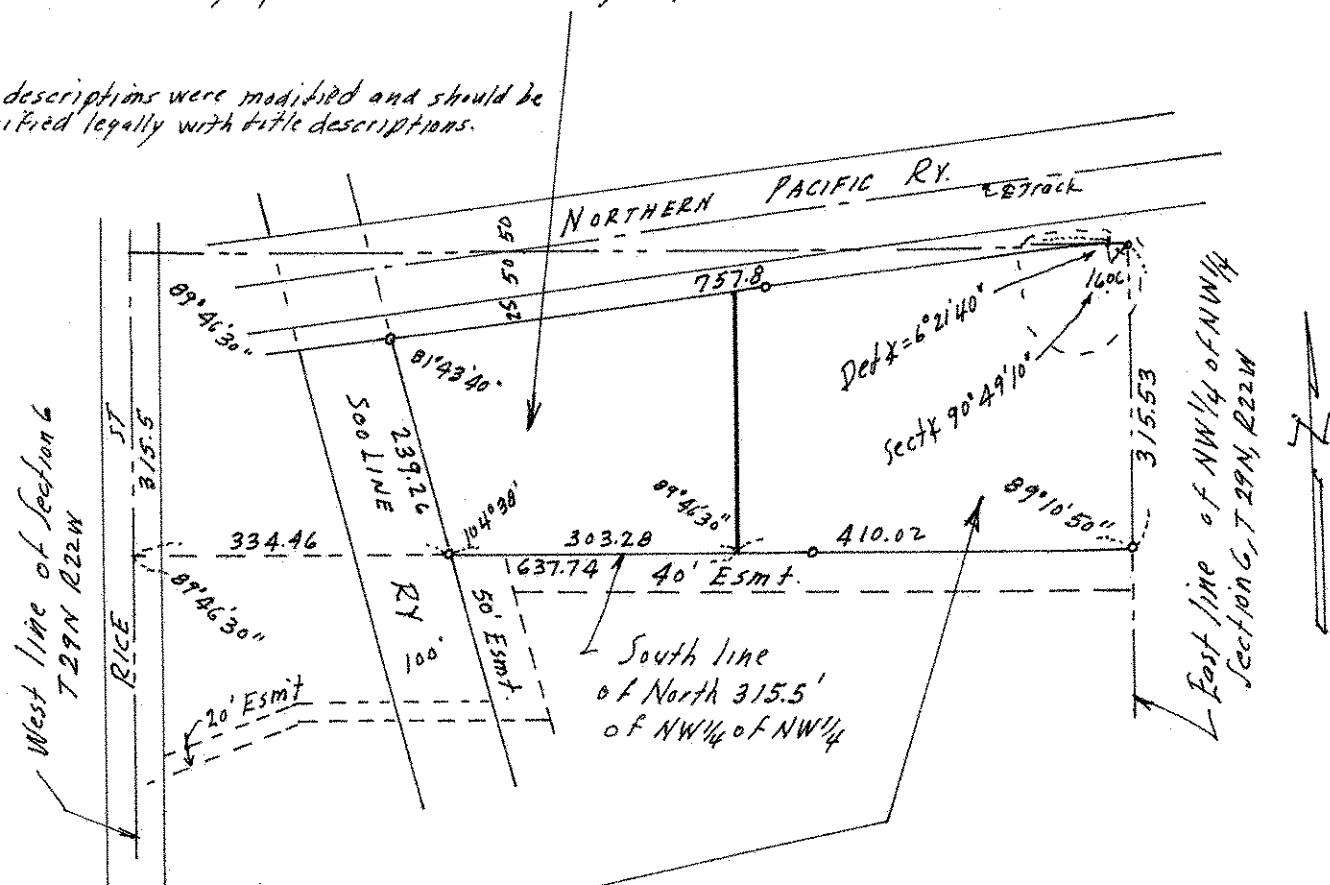 descriptions were modified and should be
ified legally with title descriptions.
NORTHERN PACIFIC RY.
℄ Track
50
50
25
757.8
89°46'30"
81°43'40"
Def∡=6°21'40"
Sect∡ 90°49'10"
16.06
West line of Section 6
T29N R22W
RICE ST
315.5
SOO LINE RY
100'
239.26
104°38'
89°46'30"
89°10'50"
315.53
East line of NW1/4 of NW1/4
Section 6, T29N, R22W
334.46
303.28
410.02
637.74
40' Esmt.
89°46'30"
50' Esmt
20' Esmt
South line
of North 315.5'
of NW1/4 of NW1/4